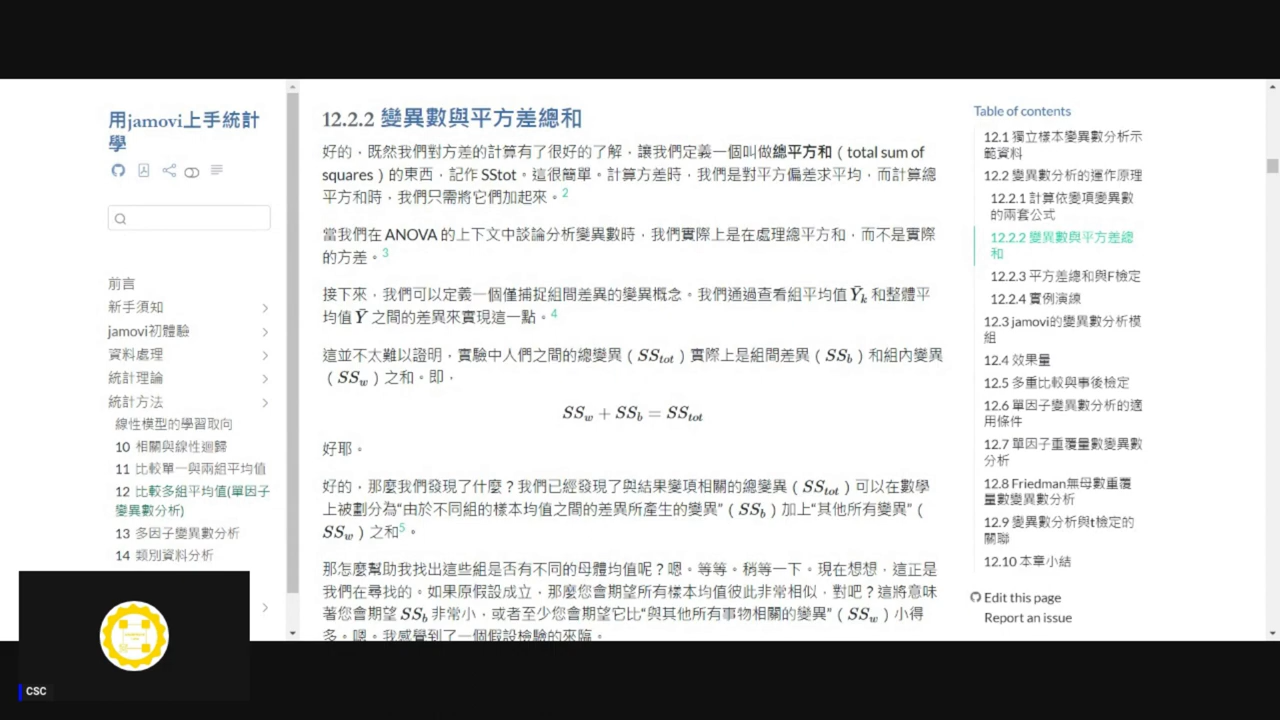 用jamovi上手統計
學
前言
新手須知
jamovi初體驗
資料處理
統計理論
統計方法
線性模型的學習取向
10 相關與線性迴歸
11 比較單一與兩組平均值
12 比較多組平均值(單因子
變異數分析)
13 多因子變異數分析
14 類別資料分析
CSC
12.2.2 變異數與平方差總和
好的，既然我們對方差的計算有了很好的了解，讓我們定義一個叫做總平方和（total sum of
squares）的東西，記作 SStot。這很簡單。計算方差時，我們是對平方偏差求平均，而計算總
平方和時，我們只需將它們加起來。2
當我們在 ANOVA 的上下文中談論分析變異數時，我們實際上是在處理總平方和，而不是實際
的方差。3
接下來，我們可以定義一個僅捕捉組間差異的變異概念。我們通過查看組平均值 Ȳk 和整體平
均值 Ȳ 之間的差異來實現這一點。4
這並不太難以證明，實驗中人們之間的總變異（SStot）實際上是組間差異（SSb）和組內變異
（SSw）之和。即，
SSw + SSb = SStot
好耶。
好的，那麼我們發現了什麼？我們已經發現了與結果變項相關的總變異（SStot）可以在數學
上被劃分為“由於不同組的樣本均值之間的差異所產生的變異”（SSb）加上“其他所有變異”（
SSw）之和5。
那怎麼幫助我找出這些組是否有不同的母體均值呢？嗯。等等。稍等一下。現在想想，這正是
我們在尋找的。如果原假設成立，那麼您會期望所有樣本均值彼此非常相似，對吧？這將意味
著您會期望 SSb 非常小，或者至少您會期望它比“與其他所有事物相關的變異”（SSw）小得
多。嗯。我感覺到了一個假設檢驗的來臨。
Table of contents
12.1 獨立樣本變異數分析示
範資料
12.2 變異數分析的運作原理
12.2.1 計算依變項變異數
的兩套公式
12.2.2 變異數與平方差總
和
12.2.3 平方差總和與F檢定
12.2.4 實例演練
12.3 jamovi的變異數分析模
組
12.4 效果量
12.5 多重比較與事後檢定
12.6 單因子變異數分析的適
用條件
12.7 單因子重覆量數變異數
分析
12.8 Friedman無母數重覆
量數變異數分析
12.9 變異數分析與t檢定的
關聯
12.10 本章小結
Edit this page
Report an issue